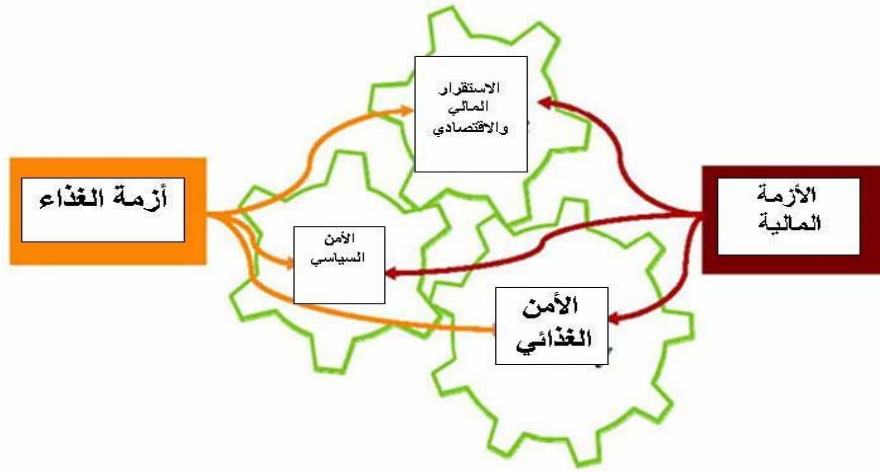 الاستقرار
المالي
والاقتصادي
الأزمة
المالية
أزمة الغذاء
الأمن
السياسي
الأمن
الغذائي